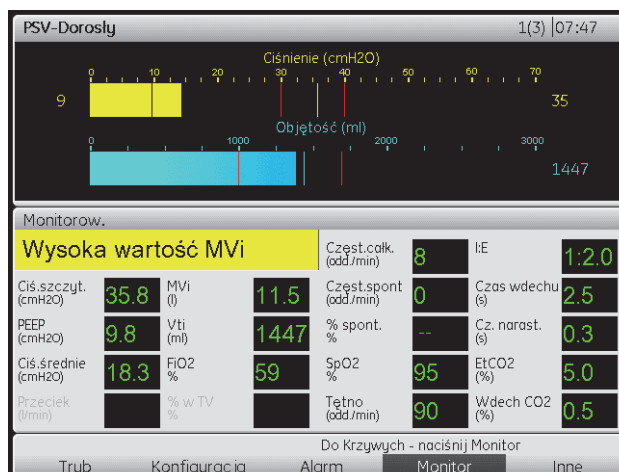 PSV-Dorosły 1(3) |07:47
Ciśnienie (cmH2O)
0 10 20 30 40 50 60 70
9 35
Objętość (ml)
0 1000 2000 3000
1447
Monitorow.
Wysoka wartość MVi
Częst.całk. (odd./min) 8 I:E 1:2.0
Ciś.szczyt. (cmH2O) 35.8 MVi (l) 11.5 Częst.spont (odd./min) 0 Czas wdechu (s) 2.5
PEEP (cmH2O) 9.8 Vti (ml) 1447 % spont. % -- Cz. narast. (s) 0.3
Ciś.średnie (cmH2O) 18.3 FiO2 % 59 SpO2 % 95 EtCO2 (%) 5.0
Przeciek (l/min) % w TV % Tętno (odd./min) 90 Wdech CO2 (%) 0.5
Do Krzywych - naciśnij Monitor
Tryb Konfiguracja Alarm Monitor Inne